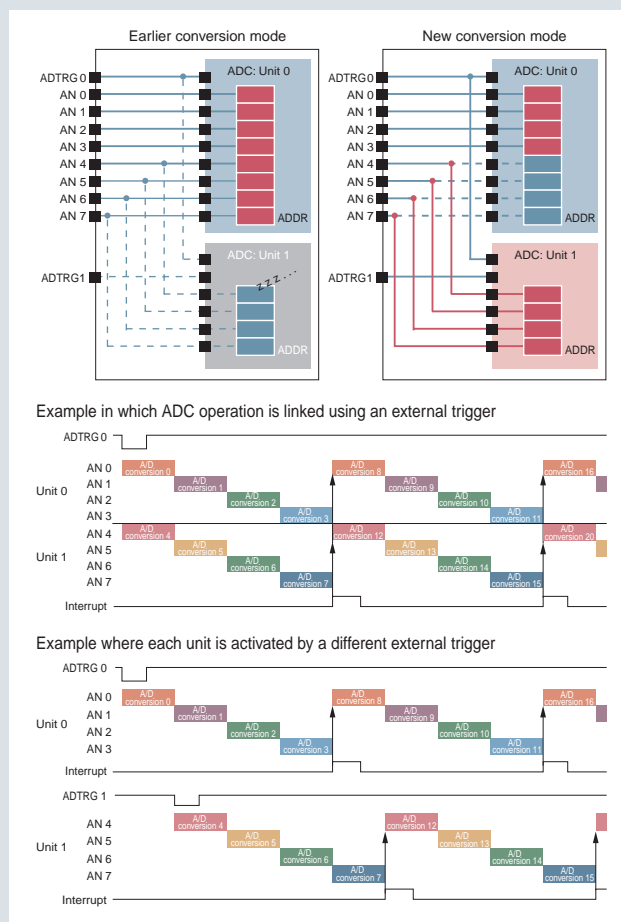 Earlier conversion mode
ADTRG 0
AN 0
AN 1
AN 2
AN 3
AN 4
AN 5
AN 6
AN 7
ADTRG1
ADC: Unit 0
ADDR
ADC: Unit 1
zzz...
ADDR
New conversion mode
ADTRG 0
AN 0
AN 1
AN 2
AN 3
AN 4
AN 5
AN 6
AN 7
ADTRG1
ADC: Unit 0
ADDR
ADC: Unit 1
ADDR
Example in which ADC operation is linked using an external trigger
ADTRG 0
Unit 0
AN 0
AN 1
AN 2
AN 3
A/D conversion 0
A/D conversion 8
A/D conversion 16
A/D conversion 1
A/D conversion 9
A/D conversion 2
A/D conversion 10
A/D conversion 3
A/D conversion 11
Unit 1
AN 4
AN 5
AN 6
AN 7
A/D conversion 4
A/D conversion 12
A/D conversion 20
A/D conversion 5
A/D conversion 13
A/D conversion 6
A/D conversion 14
A/D conversion 7
A/D conversion 15
Interrupt
Example where each unit is activated by a different external trigger
ADTRG 0
Unit 0
AN 0
AN 1
AN 2
AN 3
A/D conversion 0
A/D conversion 8
A/D conversion 16
A/D conversion 1
A/D conversion 9
A/D conversion 2
A/D conversion 10
A/D conversion 3
A/D conversion 11
Interrupt
ADTRG 1
Unit 1
AN 4
AN 5
AN 6
AN 7
A/D conversion 4
A/D conversion 12
A/D conversion 5
A/D conversion 13
A/D conversion 6
A/D conversion 14
A/D conversion 7
A/D conversion 15
Interrupt